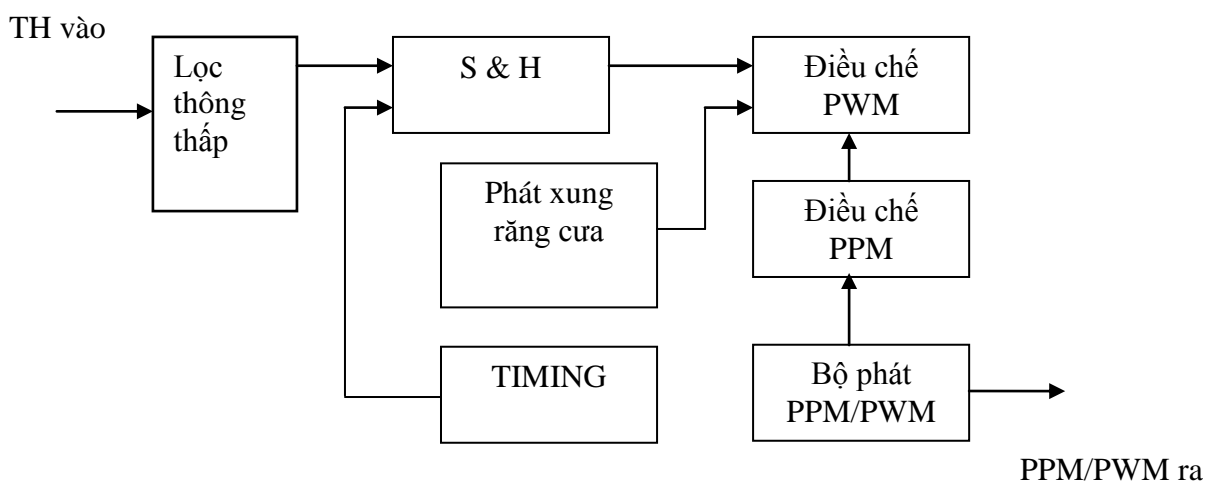 TH vào
Lọc
thông
thấp
S & H
Điều chế
PWM
Phát xung
răng cưa
Điều chế
PPM
TIMING
Bộ phát
PPM/PWM
PPM/PWM ra